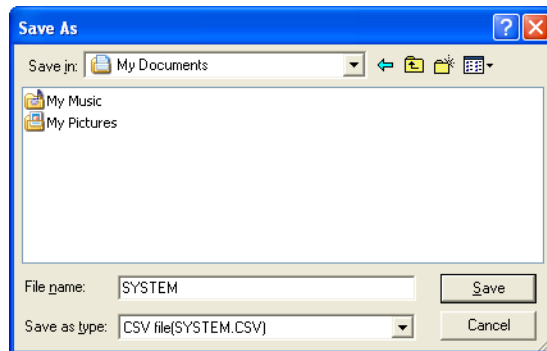 Save As
Save in: My Documents
My Music
My Pictures
File name: SYSTEM Save
Save as type: CSV file(SYSTEM.CSV) Cancel